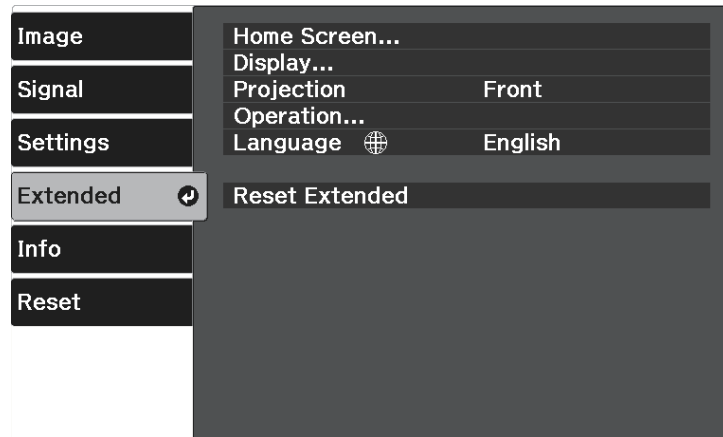 Image
Signal
Settings
Extended
Info
Reset
Home Screen...
Display...
Projection Front
Operation...
Language English
Reset Extended